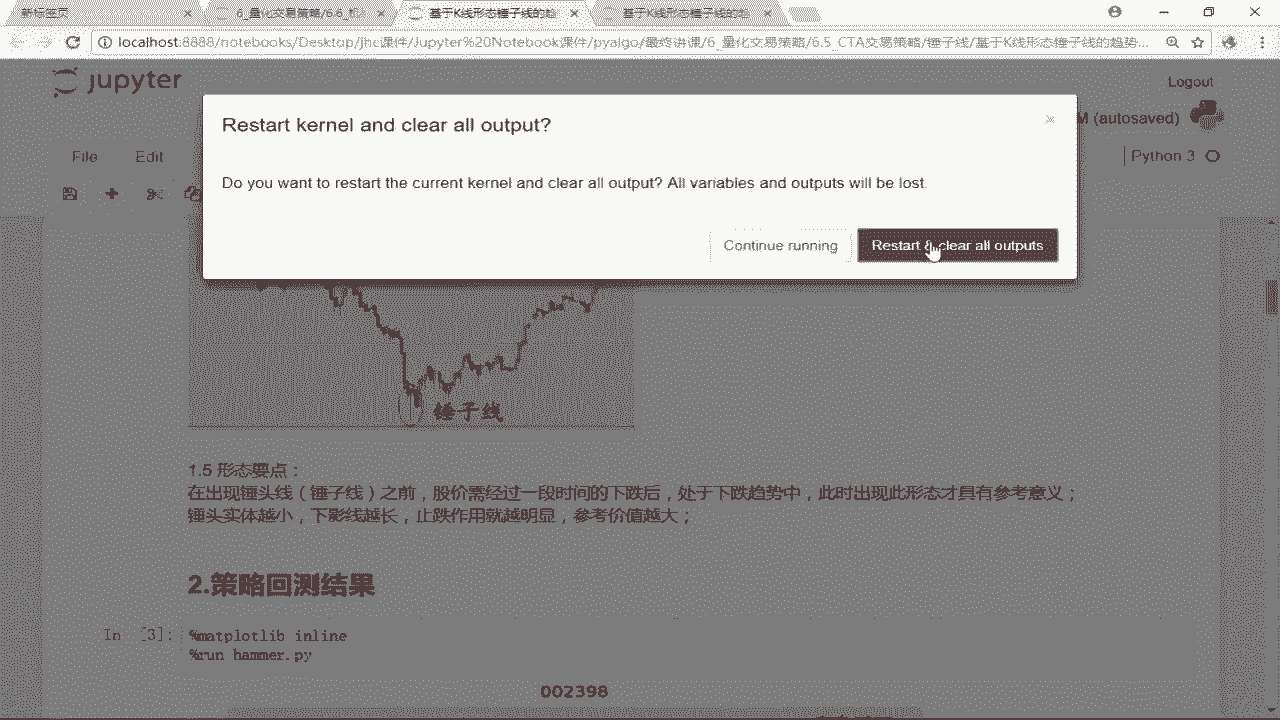 新标签页
6_量化交易策略/6.6_
基于K线形态锤子线的趋
基于K线形态锤子线的
localhost:8888/notebooks/Desktop/jhc课件/Jupyter%20Notebook课件/pyalgo/最终讲课/6_量化交易策略/6.5_CTA交易策略/锤子线/基于K线形态锤子线的趋势...
jupyter
Logout
M (autosaved)
File
Edit
Python 3
Restart kernel and clear all output?
×
Do you want to restart the current kernel and clear all output? All variables and outputs will be lost.
Continue running
Restart & clear all outputs
锤子线
1.5 形态要点：
在出现锤头线（锤子线）之前，股价需经过一段时间的下跌后，处于下跌趋势中，此时出现此形态才具有参考意义；
锤头实体越小，下影线越长，止跌作用就越明显，参考价值越大；
2.策略回测结果
In [3]:
%matplotlib inline
%run hammer.py
002398